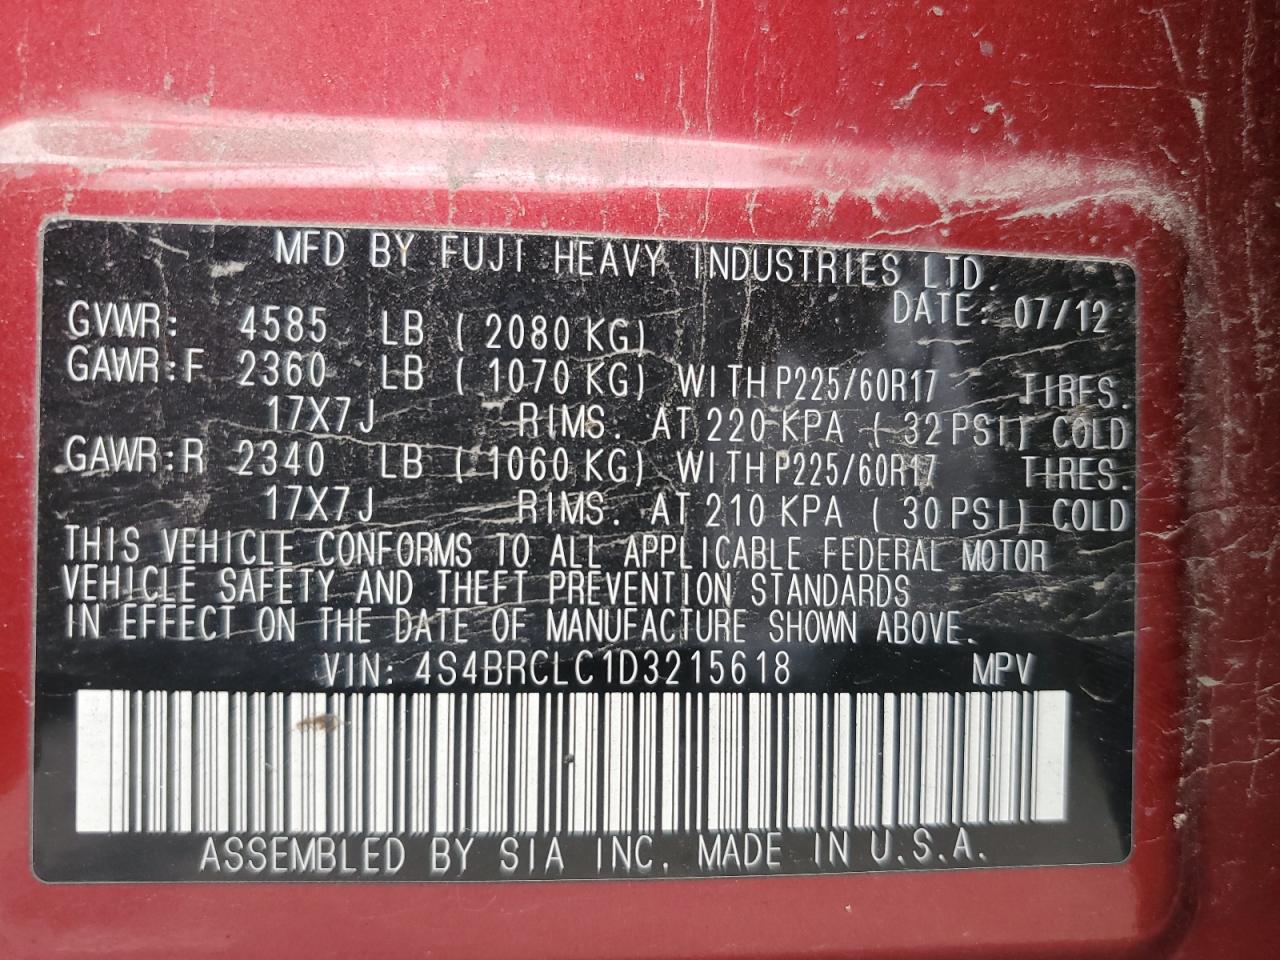 MFD BY FUJI HEAVY INDUSTRIES LTD.
DATE: 07/12
GVWR: 4585 LB ( 2080 KG)
GAWR:F 2360 LB ( 1070 KG) WITH P225/60R17 TIRES.
17X7J RIMS. AT 220 KPA ( 32 PSI) COLD
GAWR:R 2340 LB ( 1060 KG) WITH P225/60R17 TIRES.
17X7J RIMS. AT 210 KPA ( 30 PSI) COLD
THIS VEHICLE CONFORMS TO ALL APPLICABLE FEDERAL MOTOR
VEHICLE SAFETY AND THEFT PREVENTION STANDARDS
IN EFFECT ON THE DATE OF MANUFACTURE SHOWN ABOVE.
VIN: 4S4BRCLC1D3215618 MPV
ASSEMBLED BY SIA INC. MADE IN U.S.A.